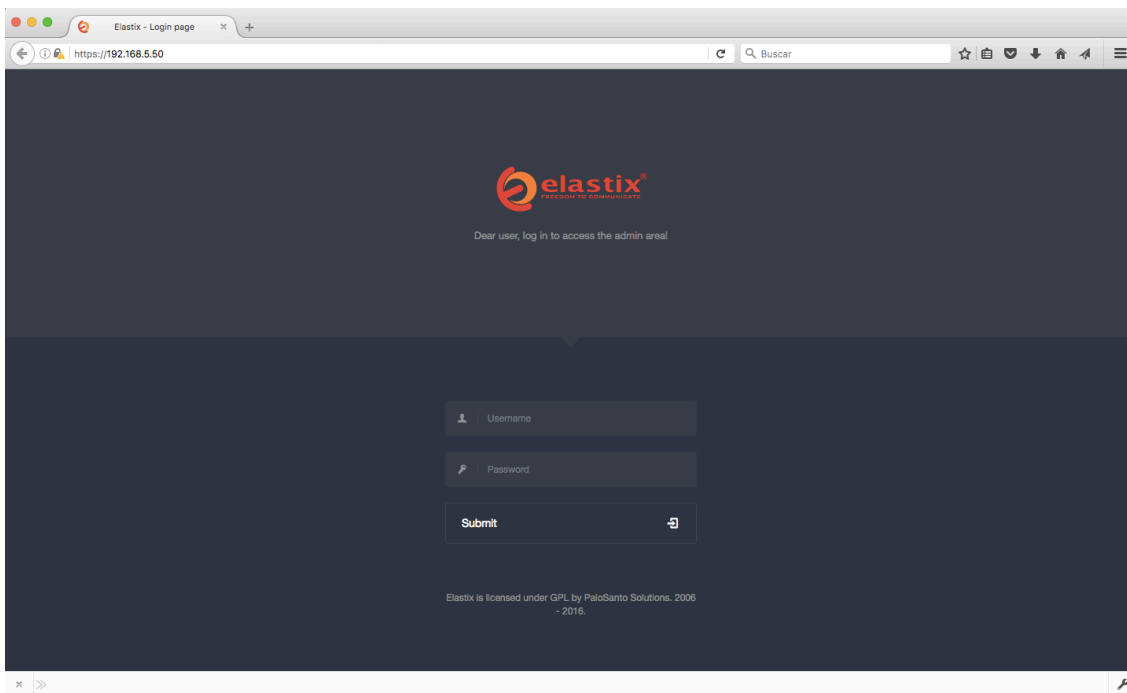 Elastix - Login page
https://192.168.5.50
Buscar
elastix®
FREEDOM TO COMMUNICATE
Dear user, log in to access the admin area!
Username
Password
Submit
Elastix is licensed under GPL by PaloSanto Solutions. 2006
- 2016.